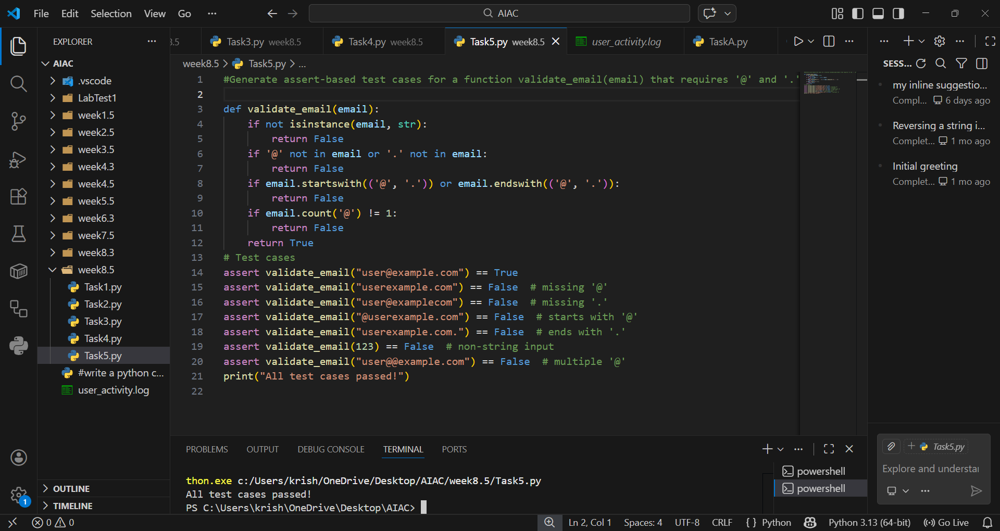 File Edit Selection View Go ··· AIAC
EXPLORER ···
AIAC
.vscode
LabTest1
week1.5
week2.5
week3.5
week4.3
week4.5
week5.5
week6.3
week7.5
week8.3
week8.5
Task1.py
Task2.py
Task3.py
Task4.py
Task5.py
#write a python c...
user_activity.log
OUTLINE
TIMELINE
1
3.5 Task3.py week8.5 Task4.py week8.5 Task5.py week8.5 user_activity.log TaskA.py
week8.5 > Task5.py > ...
1 #Generate assert-based test cases for a function validate_email(email) that requires '@' and '.'
2
3 def validate_email(email):
4 if not isinstance(email, str):
5 return False
6 if '@' not in email or '.' not in email:
7 return False
8 if email.startswith(('@', '.')) or email.endswith(('@', '.')):
9 return False
10 if email.count('@') != 1:
11 return False
12 return True
13 # Test cases
14 assert validate_email("user@example.com") == True
15 assert validate_email("userexample.com") == False # missing '@'
16 assert validate_email("user@examplecom") == False # missing '.'
17 assert validate_email("@userexample.com") == False # starts with '@'
18 assert validate_email("userexample.com.") == False # ends with '.'
19 assert validate_email(123) == False # non-string input
20 assert validate_email("user@@example.com") == False # multiple '@'
21 print("All test cases passed!")
22
PROBLEMS OUTPUT DEBUG CONSOLE TERMINAL PORTS
thon.exe c:/Users/krish/OneDrive/Desktop/AIAC/week8.5/Task5.py
All test cases passed!
PS C:\Users\krish\OneDrive\Desktop\AIAC>
powershell
powershell
SESS...
my inline suggestio...
Compl... 6 days ago
Reversing a string i...
Complet... 1 mo ago
Initial greeting
Complet... 1 mo ago
Task5.py
Explore and understa
0 0 Ln 2, Col 1 Spaces: 4 UTF-8 CRLF { } Python Python 3.13 (64-bit) Go Live